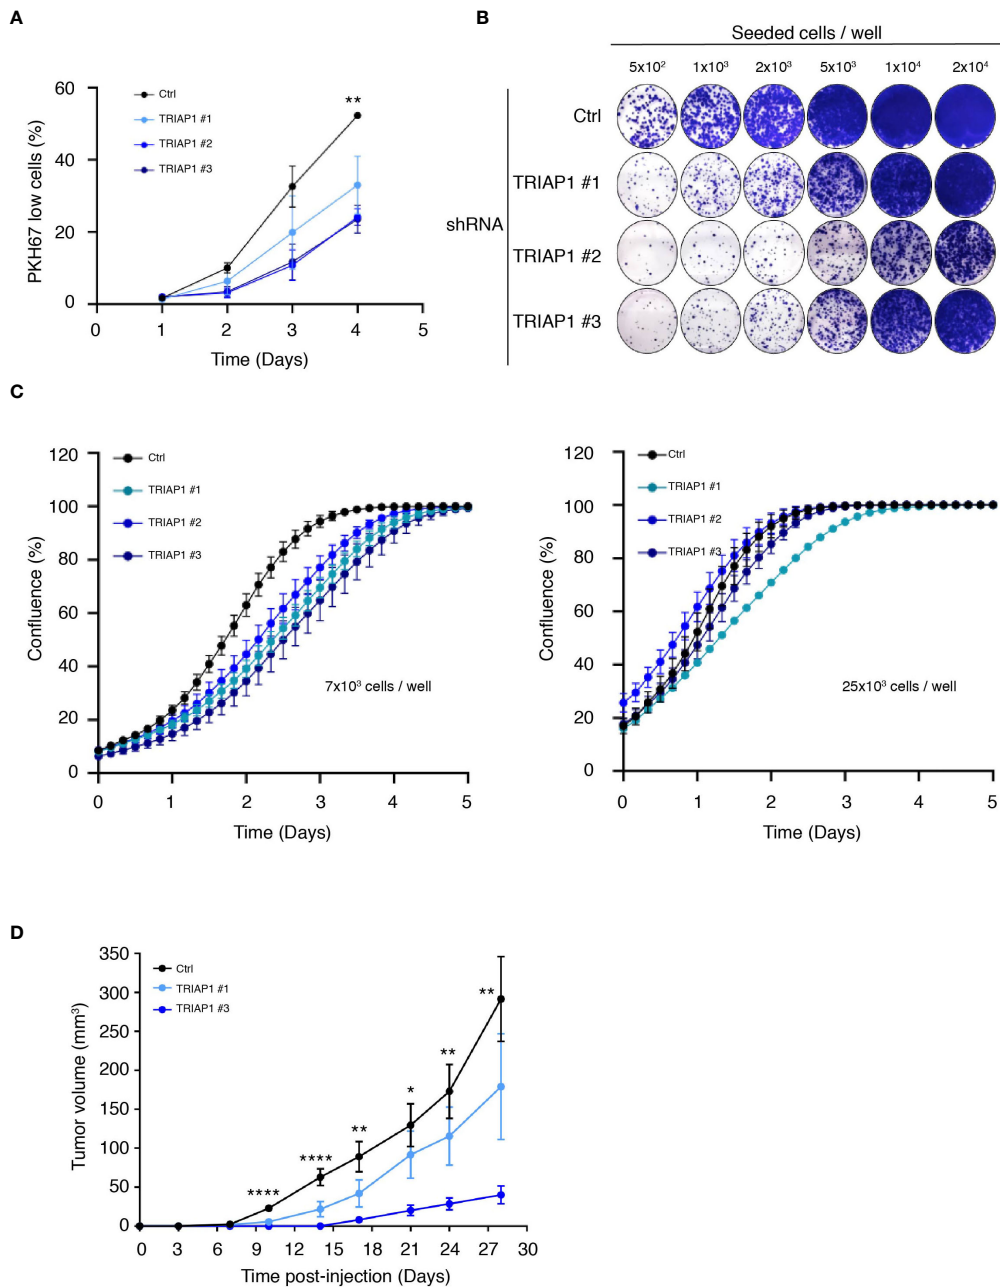 A
PKH67 low cells (%)
60
40
20
0
0 1 2 3 4 5
Time (Days)
Ctrl
TRIAP1 #1
TRIAP1 #2
TRIAP1 #3
**
B
Seeded cells / well
5x10² 1x10³ 2x10³ 5x10³ 1x10⁴ 2x10⁴
shRNA
Ctrl
TRIAP1 #1
TRIAP1 #2
TRIAP1 #3
C
Confluence (%)
120
100
80
60
40
20
0
0 1 2 3 4 5
Time (Days)
Ctrl
TRIAP1 #1
TRIAP1 #2
TRIAP1 #3
7x10³ cells / well
Confluence (%)
120
100
80
60
40
20
0
0 1 2 3 4 5
Time (Days)
Ctrl
TRIAP1 #1
TRIAP1 #2
TRIAP1 #3
25x10³ cells / well
D
Tumor volume (mm³)
350
300
250
200
150
100
50
0
0 3 6 9 12 15 18 21 24 27 30
Time post-injection (Days)
Ctrl
TRIAP1 #1
TRIAP1 #3
****
****
**
*
**
**